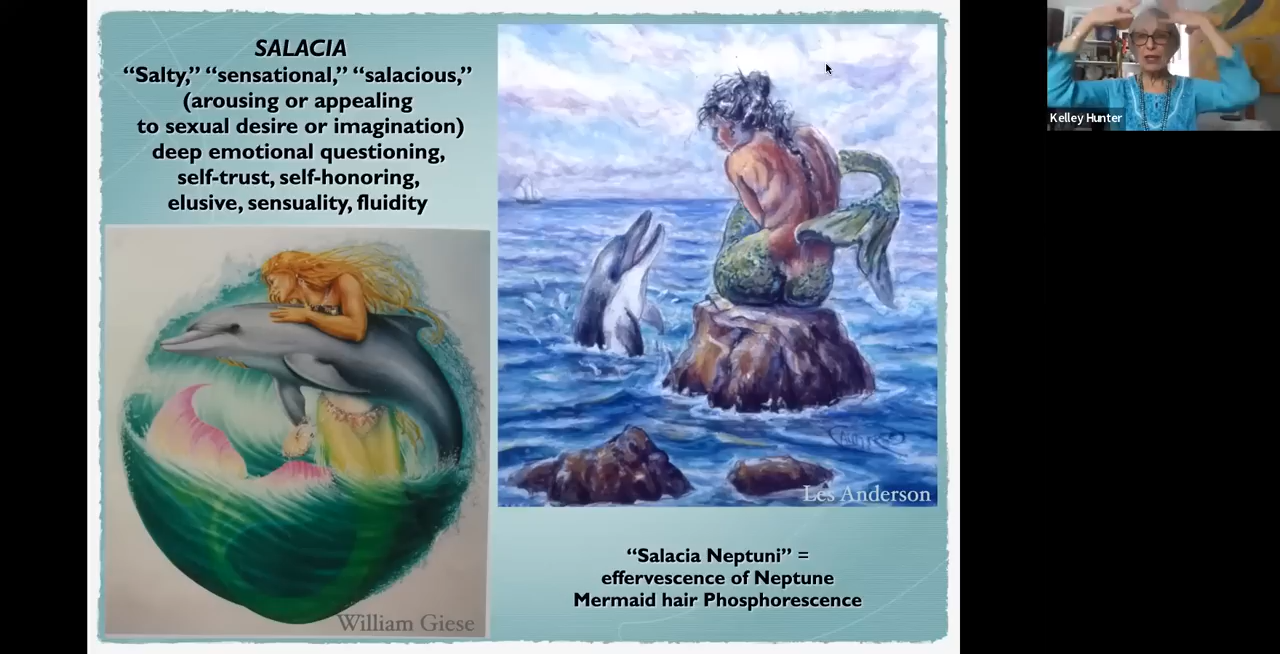 SALACIA
“Salty,” “sensational,” “salacious,”
(arousing or appealing
to sexual desire or imagination)
deep emotional questioning,
self-trust, self-honoring,
elusive, sensuality, fluidity
William Giese
Les Anderson
“Salacia Neptuni” =
effervescence of Neptune
Mermaid hair Phosphorescence
Kelley Hunter